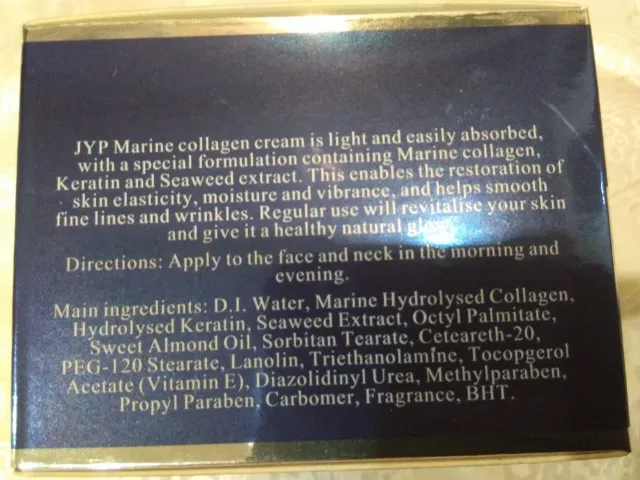 JYP Marine collagen cream is light and easily absorbed,
with a special formulation containing Marine collagen,
Keratin and Seaweed extract. This enables the restoration of
skin elasticity, moisture and vibrance, and helps smooth
fine lines and wrinkles. Regular use will revitalise your skin
and give it a healthy natural glow.
Directions: Apply to the face and neck in the morning and
evening.
Main ingredients: D.I. Water, Marine Hydrolysed Collagen,
Hydrolysed Keratin, Seaweed Extract, Octyl Palmitate,
Sweet Almond Oil, Sorbitan Tearate, Ceteareth-20,
PEG-120 Stearate, Lanolin, Triethanolamine, Tocopgerol
Acetate (Vitamin E), Diazolidinyl Urea, Methylparaben,
Propyl Paraben, Carbomer, Fragrance, BHT.